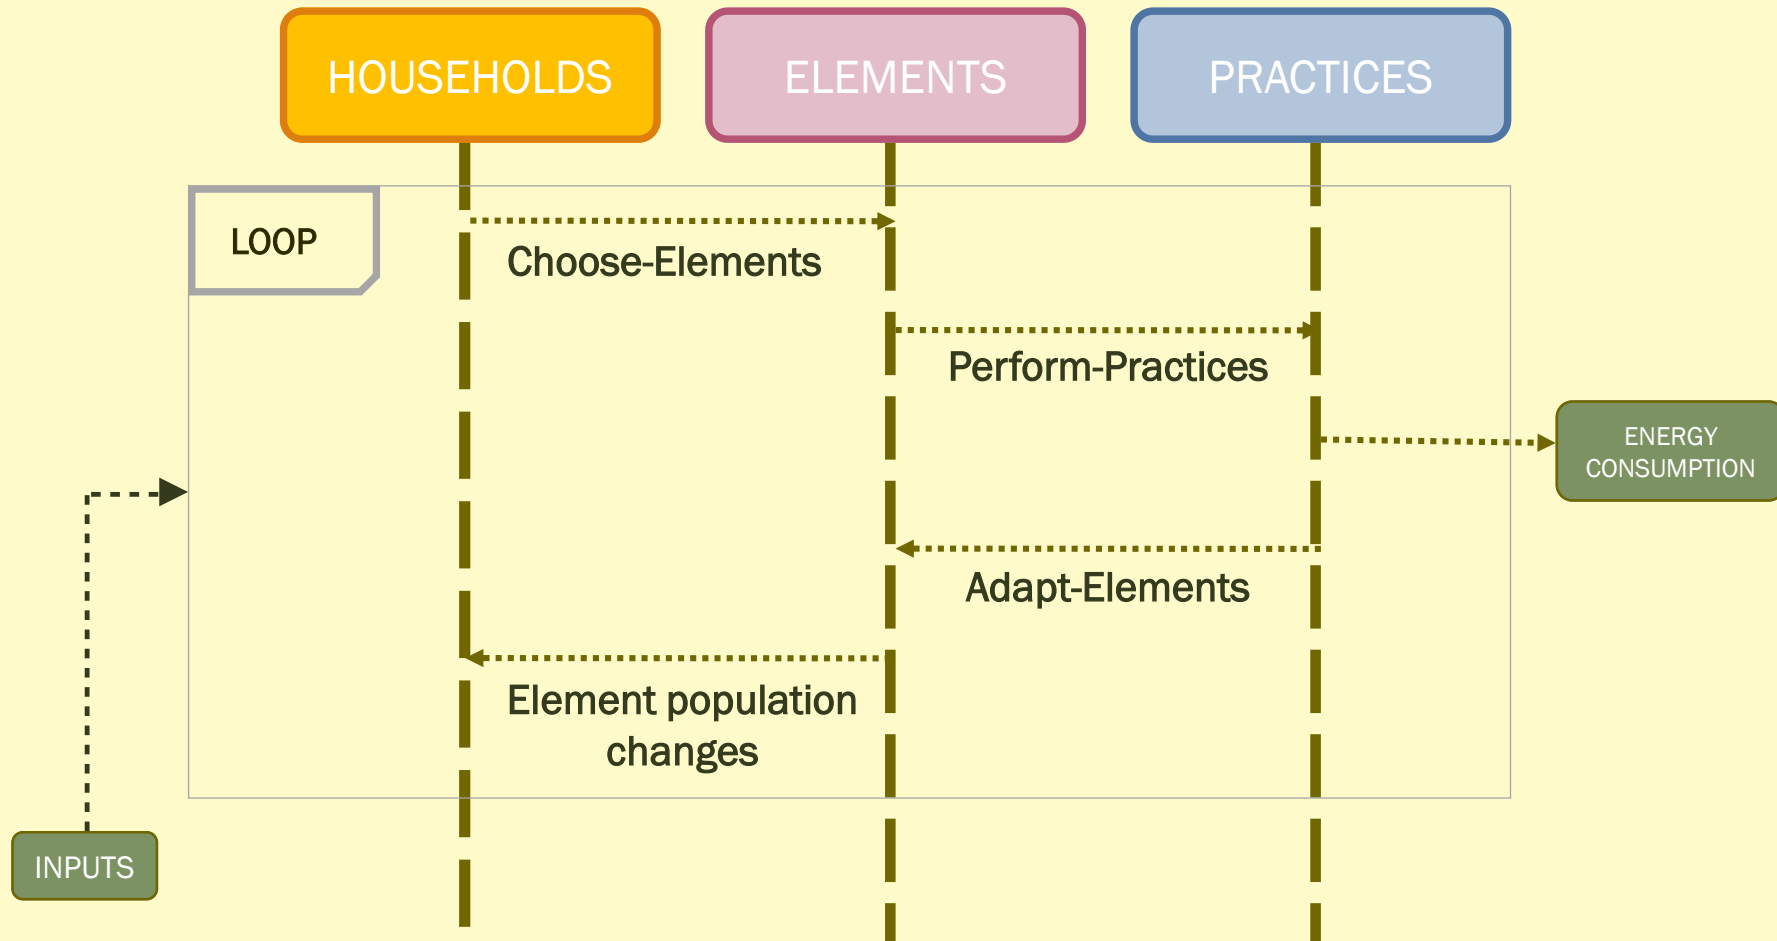 HOUSEHOLDS
ELEMENTS
PRACTICES
LOOP
Choose-Elements
Perform-Practices
ENERGY
CONSUMPTION
Adapt-Elements
Element population
changes
INPUTS